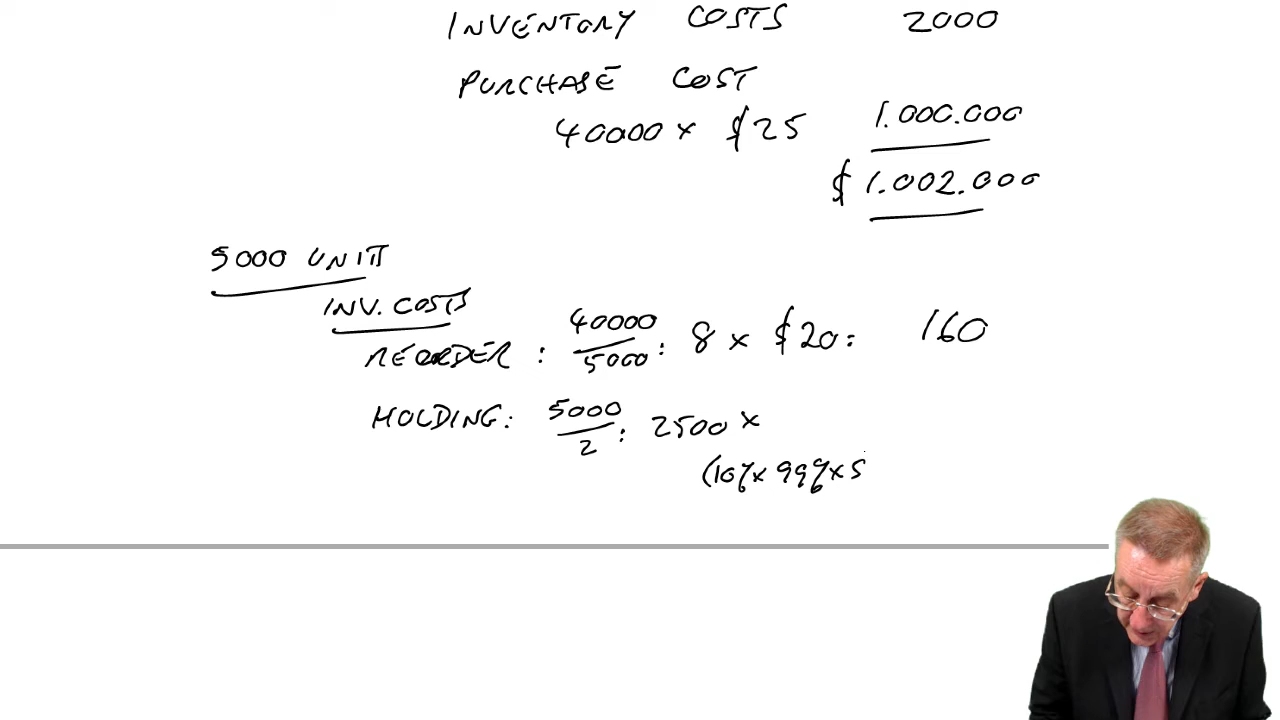 INVENTORY COSTS 2000
PURCHASE COST
40000 x $25 1.000.000
$ 1.002.000
5000 UNIT
INV. COSTS
REORDER : 40000/5000 : 8 x $20: 160
HOLDING: 5000/2 : 2500 x
(10% x 99% x $